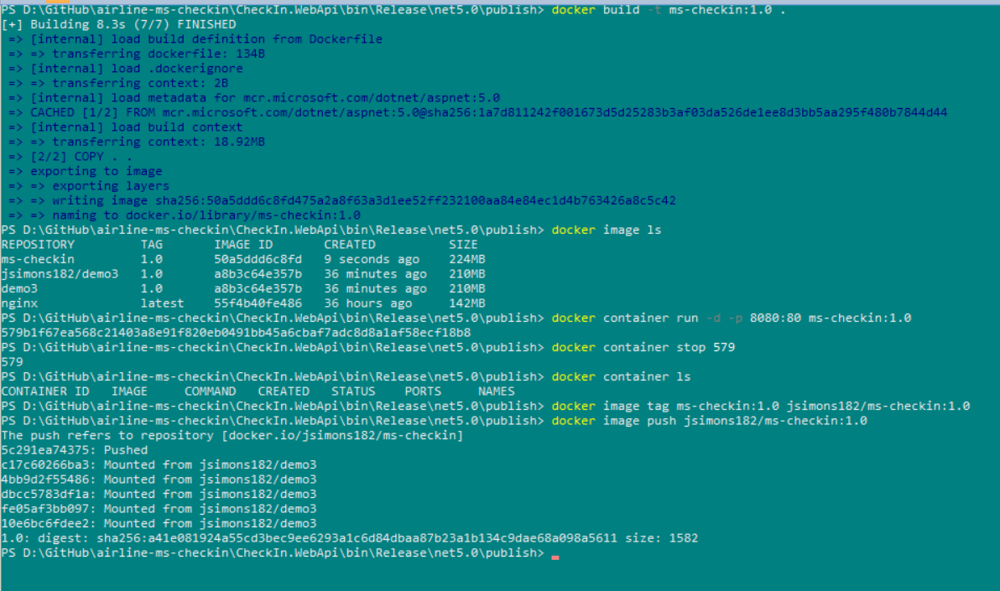 PS D:\GitHub\airline-ms-checkin\CheckIn.WebApi\bin\Release\net5.0\publish> docker build -t ms-checkin:1.0 .
[+] Building 8.3s (7/7) FINISHED
=> [internal] load build definition from Dockerfile
=> => transferring dockerfile: 134B
=> [internal] load .dockerignore
=> => transferring context: 2B
=> [internal] load metadata for mcr.microsoft.com/dotnet/aspnet:5.0
=> CACHED [1/2] FROM mcr.microsoft.com/dotnet/aspnet:5.0@sha256:1a7d811242f001673d5d25283b3af03da526de1ee8d3bb5aa295f480b7844d44
=> [internal] load build context
=> => transferring context: 18.92MB
=> [2/2] COPY . .
=> exporting to image
=> => exporting layers
=> => writing image sha256:50a5ddd6c8fd475a2a8f63a3d1ee52ff232100aa84e84ec1d4b763426a8c5c42
=> => naming to docker.io/library/ms-checkin:1.0
PS D:\GitHub\airline-ms-checkin\CheckIn.WebApi\bin\Release\net5.0\publish> docker image ls
REPOSITORY TAG IMAGE ID CREATED SIZE
ms-checkin 1.0 50a5ddd6c8fd 9 seconds ago 224MB
jsimons182/demo3 1.0 a8b3c64e357b 36 minutes ago 210MB
demo3 1.0 a8b3c64e357b 36 minutes ago 210MB
nginx latest 55f4b40fe486 36 hours ago 142MB
PS D:\GitHub\airline-ms-checkin\CheckIn.WebApi\bin\Release\net5.0\publish> docker container run -d -p 8080:80 ms-checkin:1.0
579b1f67ea568c21403a8e91f820eb0491bb45a6cbaf7adc8d8a1af58ecf18b8
PS D:\GitHub\airline-ms-checkin\CheckIn.WebApi\bin\Release\net5.0\publish> docker container stop 579
579
PS D:\GitHub\airline-ms-checkin\CheckIn.WebApi\bin\Release\net5.0\publish> docker container ls
CONTAINER ID IMAGE COMMAND CREATED STATUS PORTS NAMES
PS D:\GitHub\airline-ms-checkin\CheckIn.WebApi\bin\Release\net5.0\publish> docker image tag ms-checkin:1.0 jsimons182/ms-checkin:1.0
PS D:\GitHub\airline-ms-checkin\CheckIn.WebApi\bin\Release\net5.0\publish> docker image push jsimons182/ms-checkin:1.0
The push refers to repository [docker.io/jsimons182/ms-checkin]
5c291ea74375: Pushed
c17c60266ba3: Mounted from jsimons182/demo3
4bb9d2f55486: Mounted from jsimons182/demo3
dbcc5783df1a: Mounted from jsimons182/demo3
fe05af3bb097: Mounted from jsimons182/demo3
10e6bc6fdee2: Mounted from jsimons182/demo3
1.0: digest: sha256:a41e081924a55cd3bec9ee6293a1c6d84dbaa87b23a1b134c9dae68a098a5611 size: 1582
PS D:\GitHub\airline-ms-checkin\CheckIn.WebApi\bin\Release\net5.0\publish>